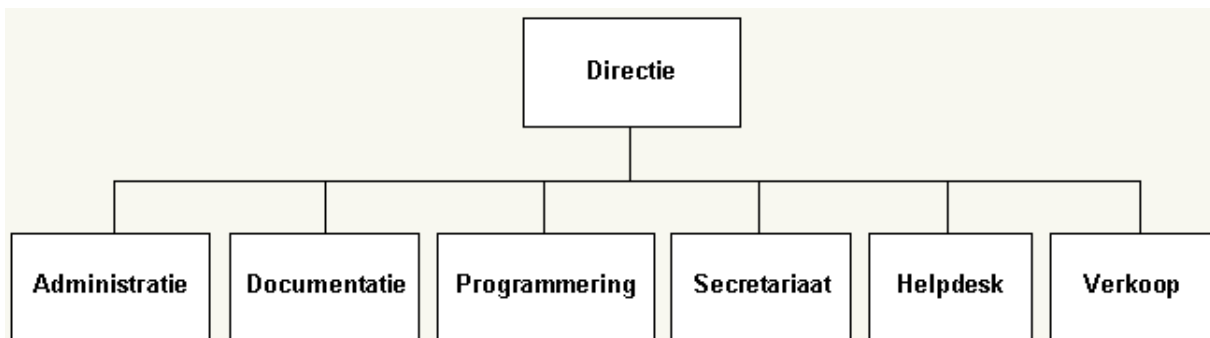 Directie
Administratie
Documentatie
Programmering
Secretariaat
Helpdesk
Verkoop